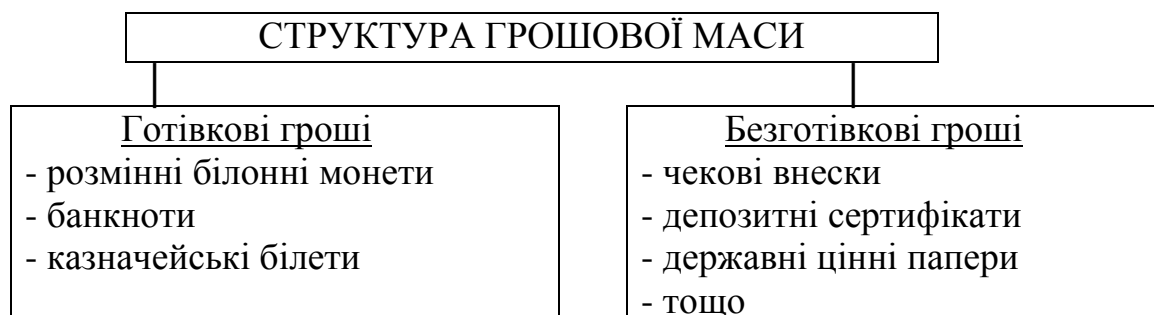 СТРУКТУРА ГРОШОВОЇ МАСИ
Готівкові гроші
- розмінні білонні монети
- банкноти
- казначейські білети
Безготівкові гроші
- чекові внески
- депозитні сертифікати
- державні цінні папери
- тощо